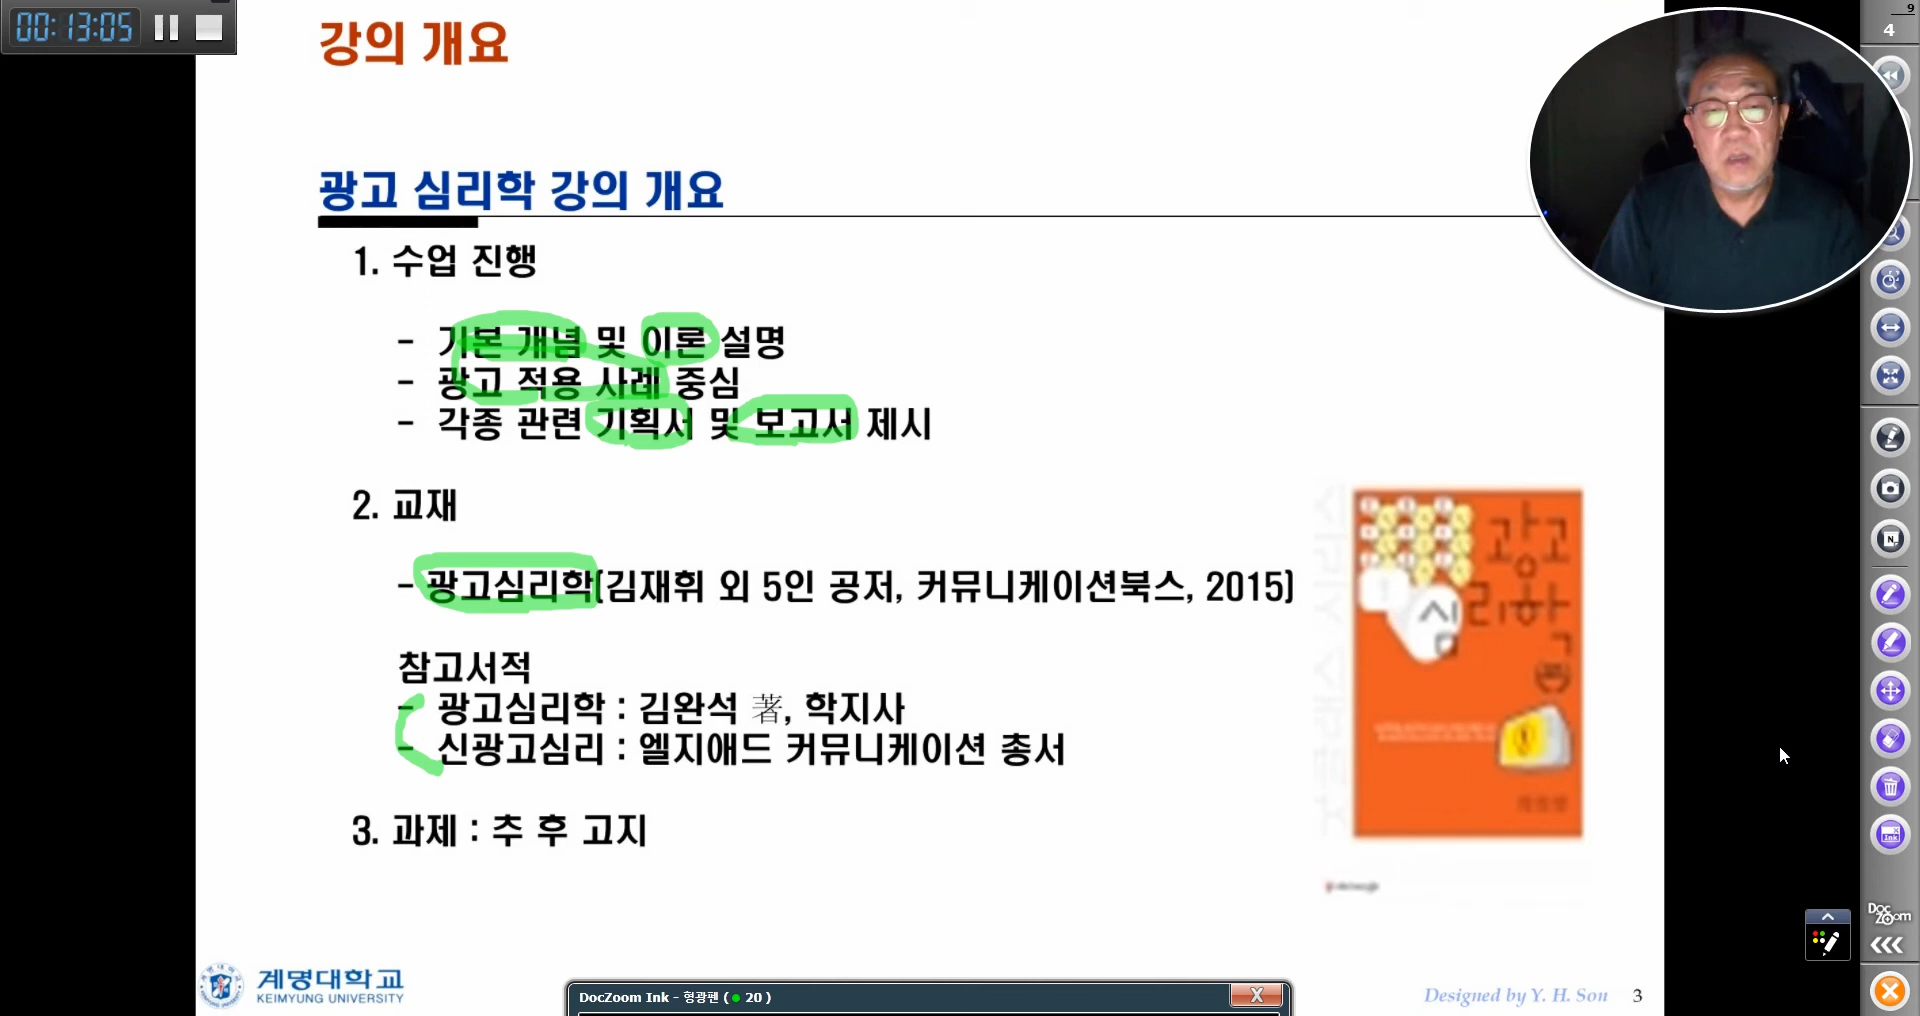 00:13:05
9
4
강의 개요
광고 심리학 강의 개요
1. 수업 진행
- 기본 개념 및 이론 설명
- 광고 적용 사례 중심
- 각종 관련 기획서 및 보고서 제시
2. 교재
- 광고심리학(김재휘 외 5인 공저, 커뮤니케이션북스, 2015)
광고
심리학
참고서적
- 광고심리학 : 김완석 著, 학지사
- 신광고심리 : 엘지애드 커뮤니케이션 총서
3. 과제 : 추 후 고지
계명대학교
KEIMYUNG UNIVERSITY
DocZoom Ink - 형광펜 ( 20 )
X
Designed by Y. H. Son
3
N
Ink
Doc
Zoom